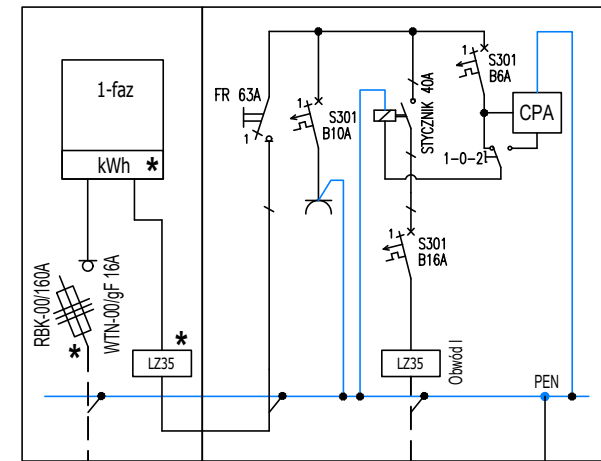 1-faz
kWh *
RBK-00/160A
WTN-00/gF 16A
*
*
LZ35
FR 63A
1
1
S301
B10A
STYCZNIK 40A
1
S301
B6A
CPA
1-0-2
1
S301
B16A
LZ35
Obwód I
PEN